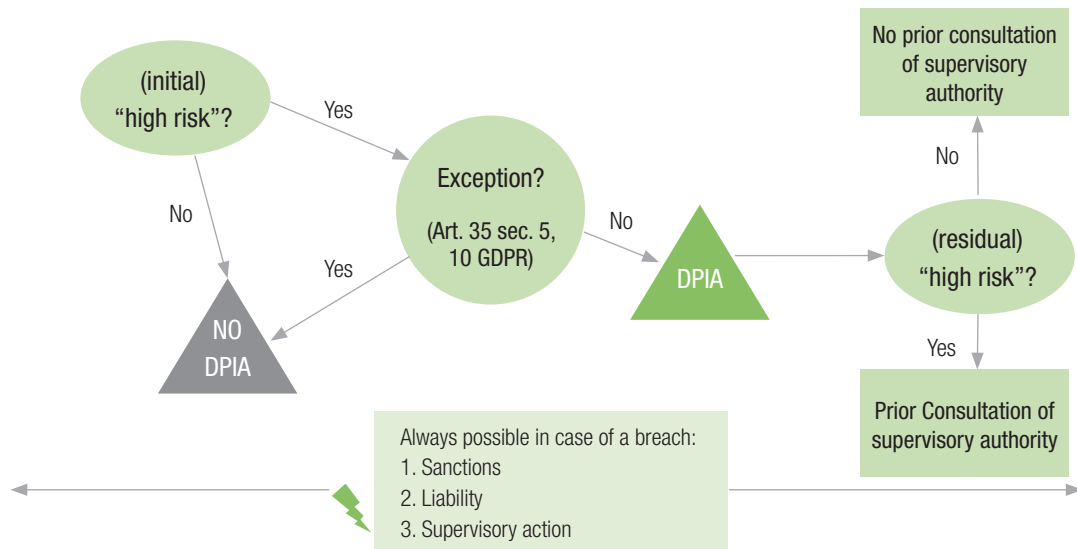 (initial)
“high risk”?
Yes
No
Exception?
(Art. 35 sec. 5,
10 GDPR)
Yes
No
NO
DPIA
DPIA
No prior consultation
of supervisory
authority
No
(residual)
“high risk”?
Yes
Prior Consultation of
supervisory authority
Always possible in case of a breach:
1. Sanctions
2. Liability
3. Supervisory action